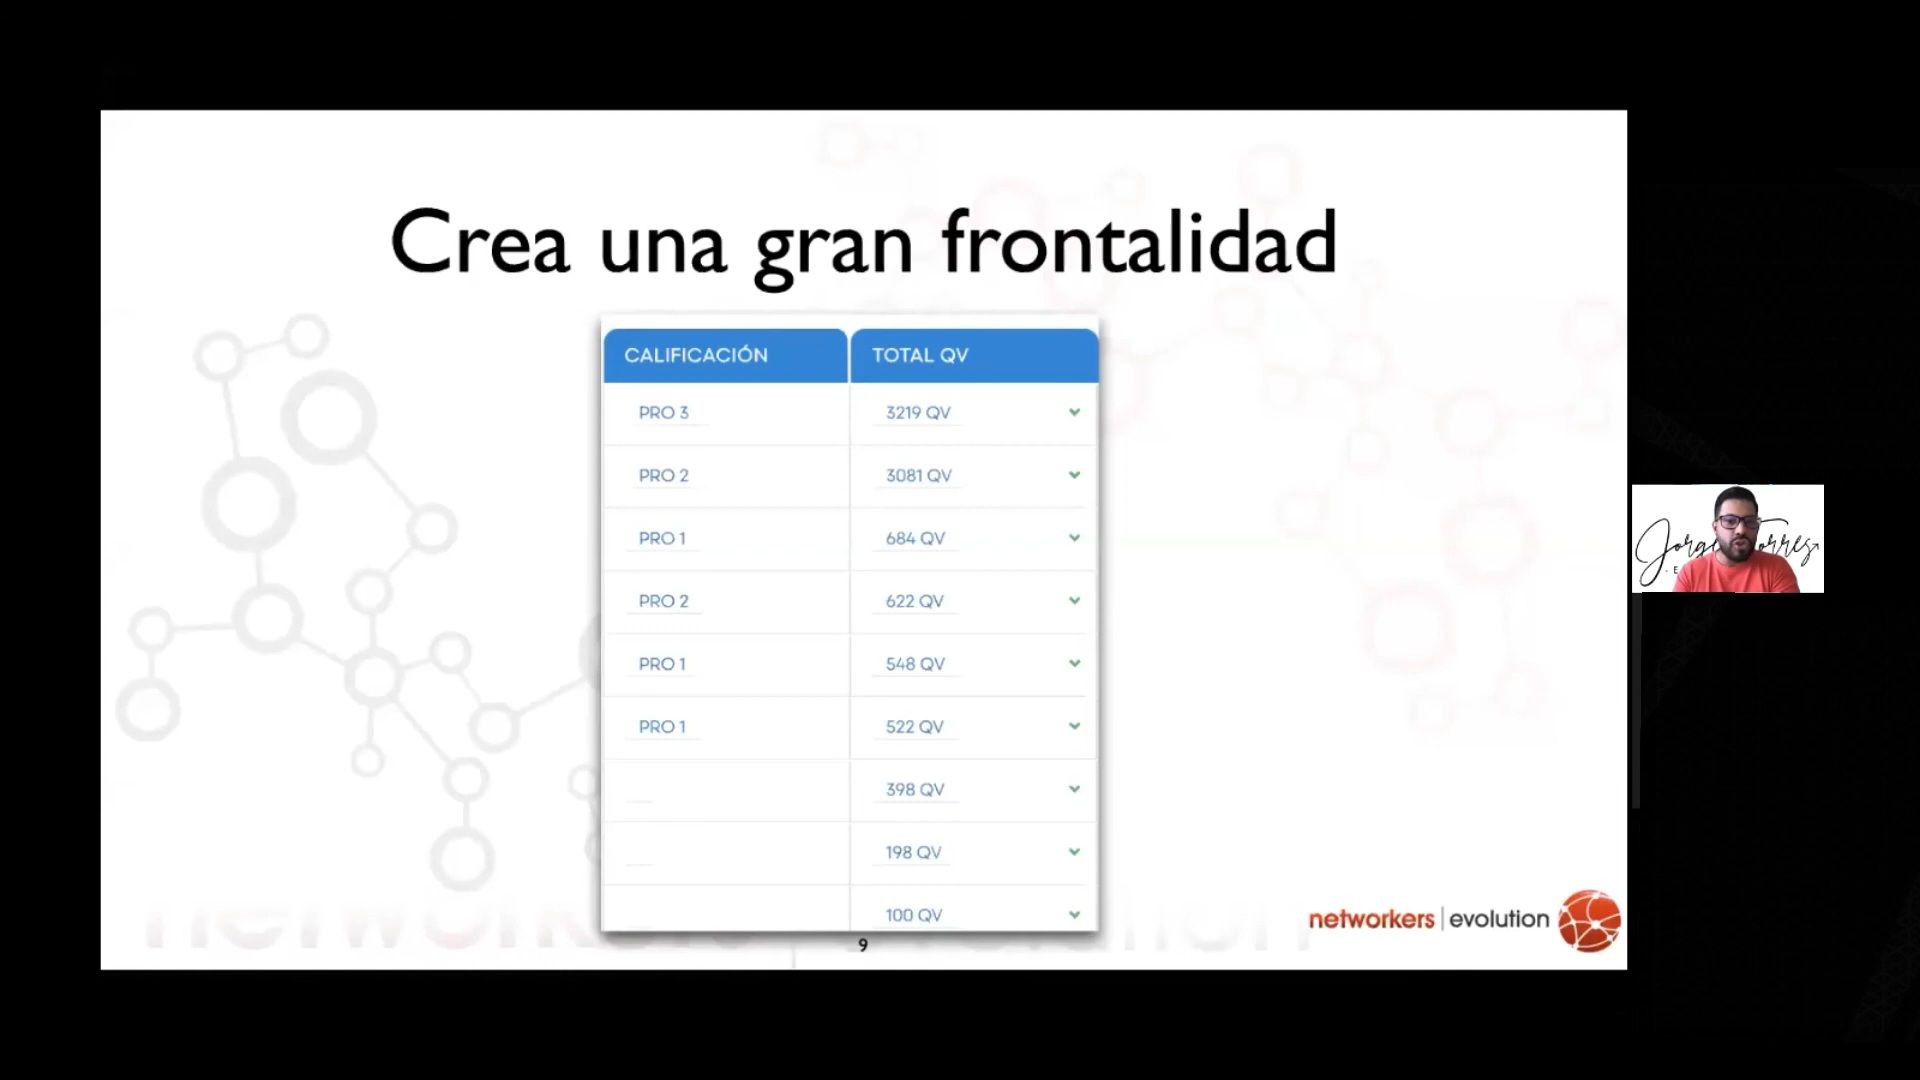 Crea una gran frontalidad
CALIFICACIÓN TOTAL QV
PRO 3 3219 QV
PRO 2 3081 QV
PRO 1 684 QV
PRO 2 622 QV
PRO 1 548 QV
PRO 1 522 QV
398 QV
198 QV
100 QV
networkers evolution
9